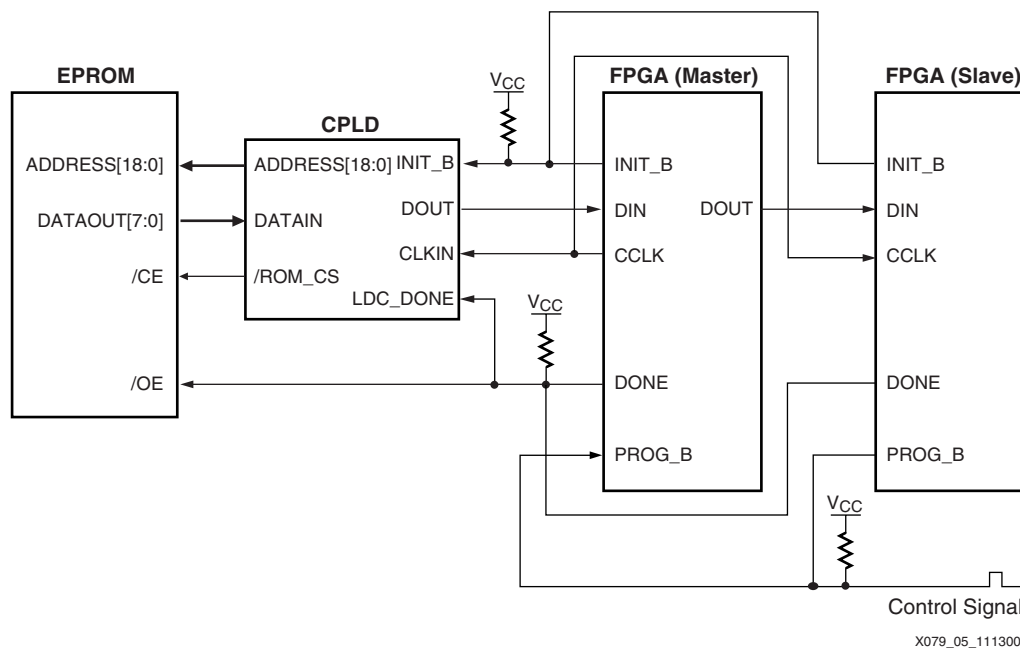 EPROM
ADDRESS[18:0]
DATAOUT[7:0]
/CE
/OE
CPLD
ADDRESS[18:0]
INIT_B
DOUT
DATAIN
CLKIN
/ROM_CS
LDC_DONE
VCC
VCC
FPGA (Master)
INIT_B
DIN
DOUT
CCLK
DONE
PROG_B
FPGA (Slave)
INIT_B
DIN
CCLK
DONE
PROG_B
VCC
Control Signal
X079_05_111300